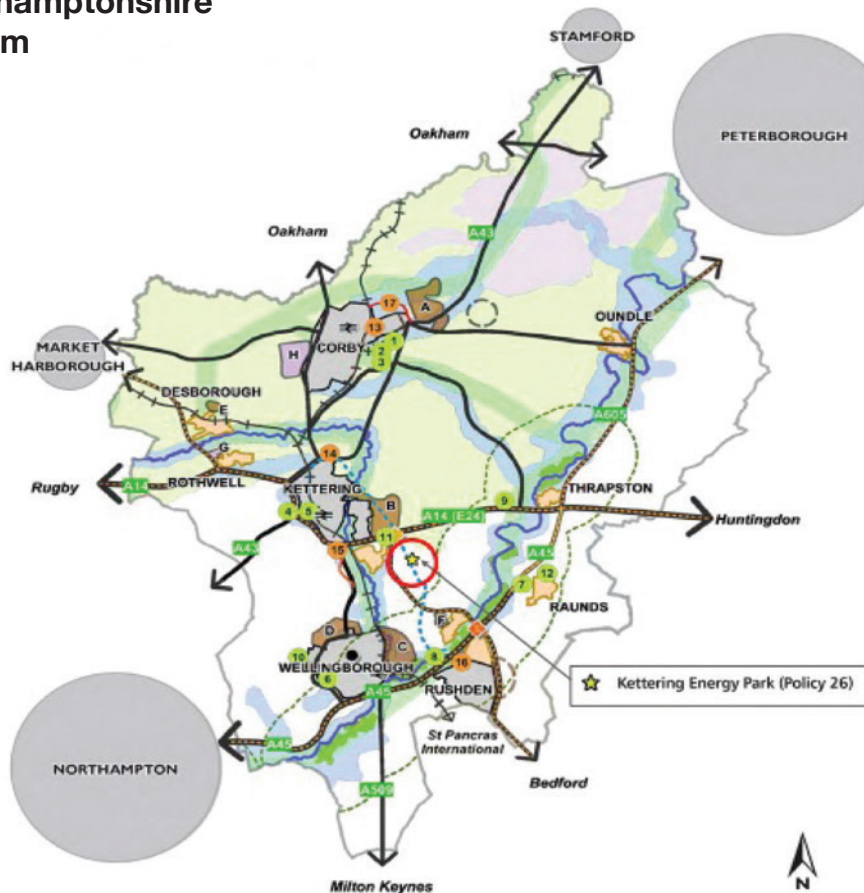 hamptonshire
m
STAMFORD
PETERBOROUGH
Oakham
Oakham
A43
17
A
13
1
2
3
CORBY
H
OUNDLE
MARKET
HARBOROUGH
DESBOROUGH
E
G
A605
14
ROTHWELL
Rugby
A14
KETTERING
THRAPSTON
B
9
4
5
A14 (E24)
Huntingdon
11
A43
15
A45
12
7
RAUNDS
D
F
C
10
8
16
WELLINGBOROUGH
6
RUSHDEN
A45
Kettering Energy Park (Policy 26)
St Pancras
International
A45
NORTHAMPTON
Bedford
A509
N
Milton Keynes